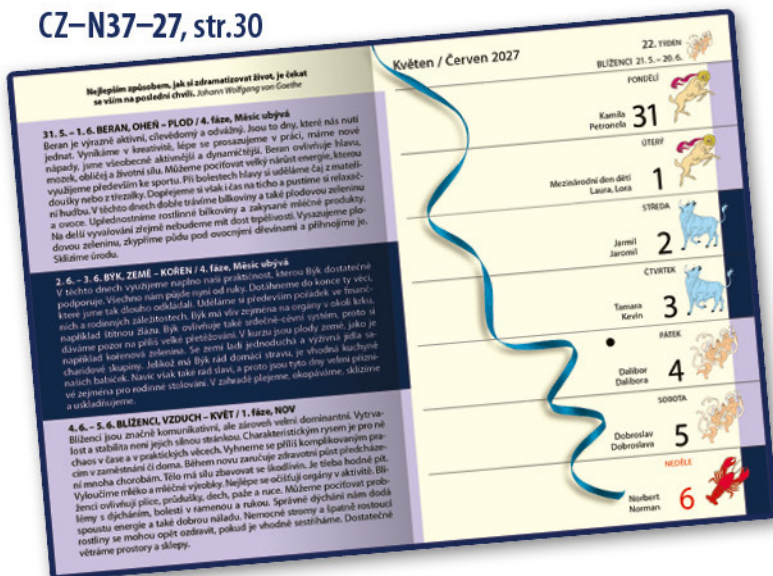 CZ–N37–27, str.30
Nejlepším způsobem, jak si zdramatizovat život, je čekat
se vším na poslední chvíli. Johann Wolfgang von Goethe
31. 5. – 1. 6. BERAN, OHEŇ – PLOD / 4. fáze, Měsíc ubývá
Beran je výrazně aktivní, cílevědomý a odvážný. Jsou to dny, které nás nutí
jednat. Vynikáme v kreativitě, lépe se prosazujeme v práci, máme nové
nápady, jsme všeobecně aktivnější a dynamičtější. Beran ovlivňuje hlavu,
mozek, obličej a životní sílu. Můžeme pociťovat velký nárůst energie, kterou
využijeme především ke sportu. Při bolestech hlavy si uděláme čaj z mateří-
doušky nebo z třezalky. Dopřejeme si však i čas na ticho a pustíme si relaxač-
ní hudbu. V těchto dnech dobře trávíme bílkoviny a také plodovou zeleninu
a ovoce. Upřednostníme rostlinné bílkoviny a zakysané mléčné produkty.
Na delší vyvařování zřejmě nebudeme mít dost trpělivosti. Vysazujeme plo-
dovou zeleninu, zkypříme půdu pod ovocnými dřevinami a přihnojíme je.
Sklízíme úrodu.
2. 6. – 3. 6. BÝK, ZEMĚ – KOŘEN / 4. fáze, Měsíc ubývá
V těchto dnech využijeme naplno naši praktičnost, kterou Býk dostatečně
podporuje. Všechno nám půjde nyní od ruky. Dotáhneme do konce ty věci,
které jsme tak dlouho odkládali. Uděláme si především pořádek ve finanč-
ních a rodinných záležitostech. Býk má vliv zejména na orgány v okolí krku,
například štítnou žlázu. Býk ovlivňuje také srdečně-cévní systém, proto si
dáváme pozor na příliš velké přetěžování. V kurzu jsou plody země, jako je
například kořenová zelenina. Se zemí ladí jednoduchá a výživná jídla sa-
charidové skupiny. Jelikož má Býk rád domácí stravu, je vhodná kuchyně
našich babiček. Navíc však také rád slaví, a proto jsou tyto dny velmi přízni-
vé zejména pro rodinné stolování. V zahradě plejeme, okopáváme, sklízíme
a uskladňujeme.
4. 6. – 5. 6. BLÍŽENCI, VZDUCH – KVĚT / 1. fáze, NOV
Blíženci jsou značně komunikativní, ale zároveň velmi dominantní. Vytrva-
lost a stabilita není jejich silnou stránkou. Charakteristickým rysem je pro ně
chaos v čase a v praktických věcech. Vyhneme se příliš komplikovaným pra-
cím v zaměstnání či doma. Během novu zaručuje zdravotní půst předcháze-
ní mnoha chorobám. Tělo má sílu zbavovat se škodlivin. Je třeba hodně pít.
Vyloučíme mléko a mléčné výrobky. Nejlépe se očišťují orgány v aktivitě. Blí-
ženci ovlivňují plíce, průdušky, dech, paže a ruce. Můžeme pociťovat prob-
lémy s dýcháním, bolesti v ramenou a rukou. Správné dýchání nám dodá
spoustu energie a také dobrou náladu. Nemocné stromy a špatně rostoucí
rostliny se mohou opět ozdravit, pokud je vhodně sestříháme. Dostatečně
větráme prostory a sklepy.
Květen / Červen 2027
22. TÝDEN
BLÍŽENCI 21. 5. – 20. 6.
PONDĚLÍ
Kamila
Petronela
31
ÚTERÝ
Mezinárodní den dětí
Laura, Lora
1
STŘEDA
Jarmil
Jaromil
2
ČTVRTEK
Tamara
Kevin
3
PÁTEK
Dalibor
Dalibora
4
SOBOTA
Dobroslav
Dobroslava
5
NEDĚLE
Norbert
Norman
6